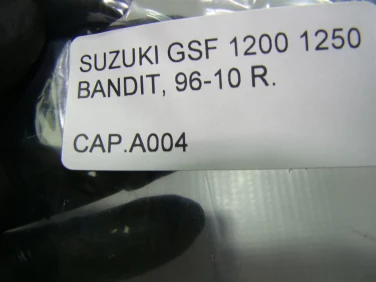 SUZUKI GSF 1200 1250
BANDIT, 96-10 R.
CAP.A004